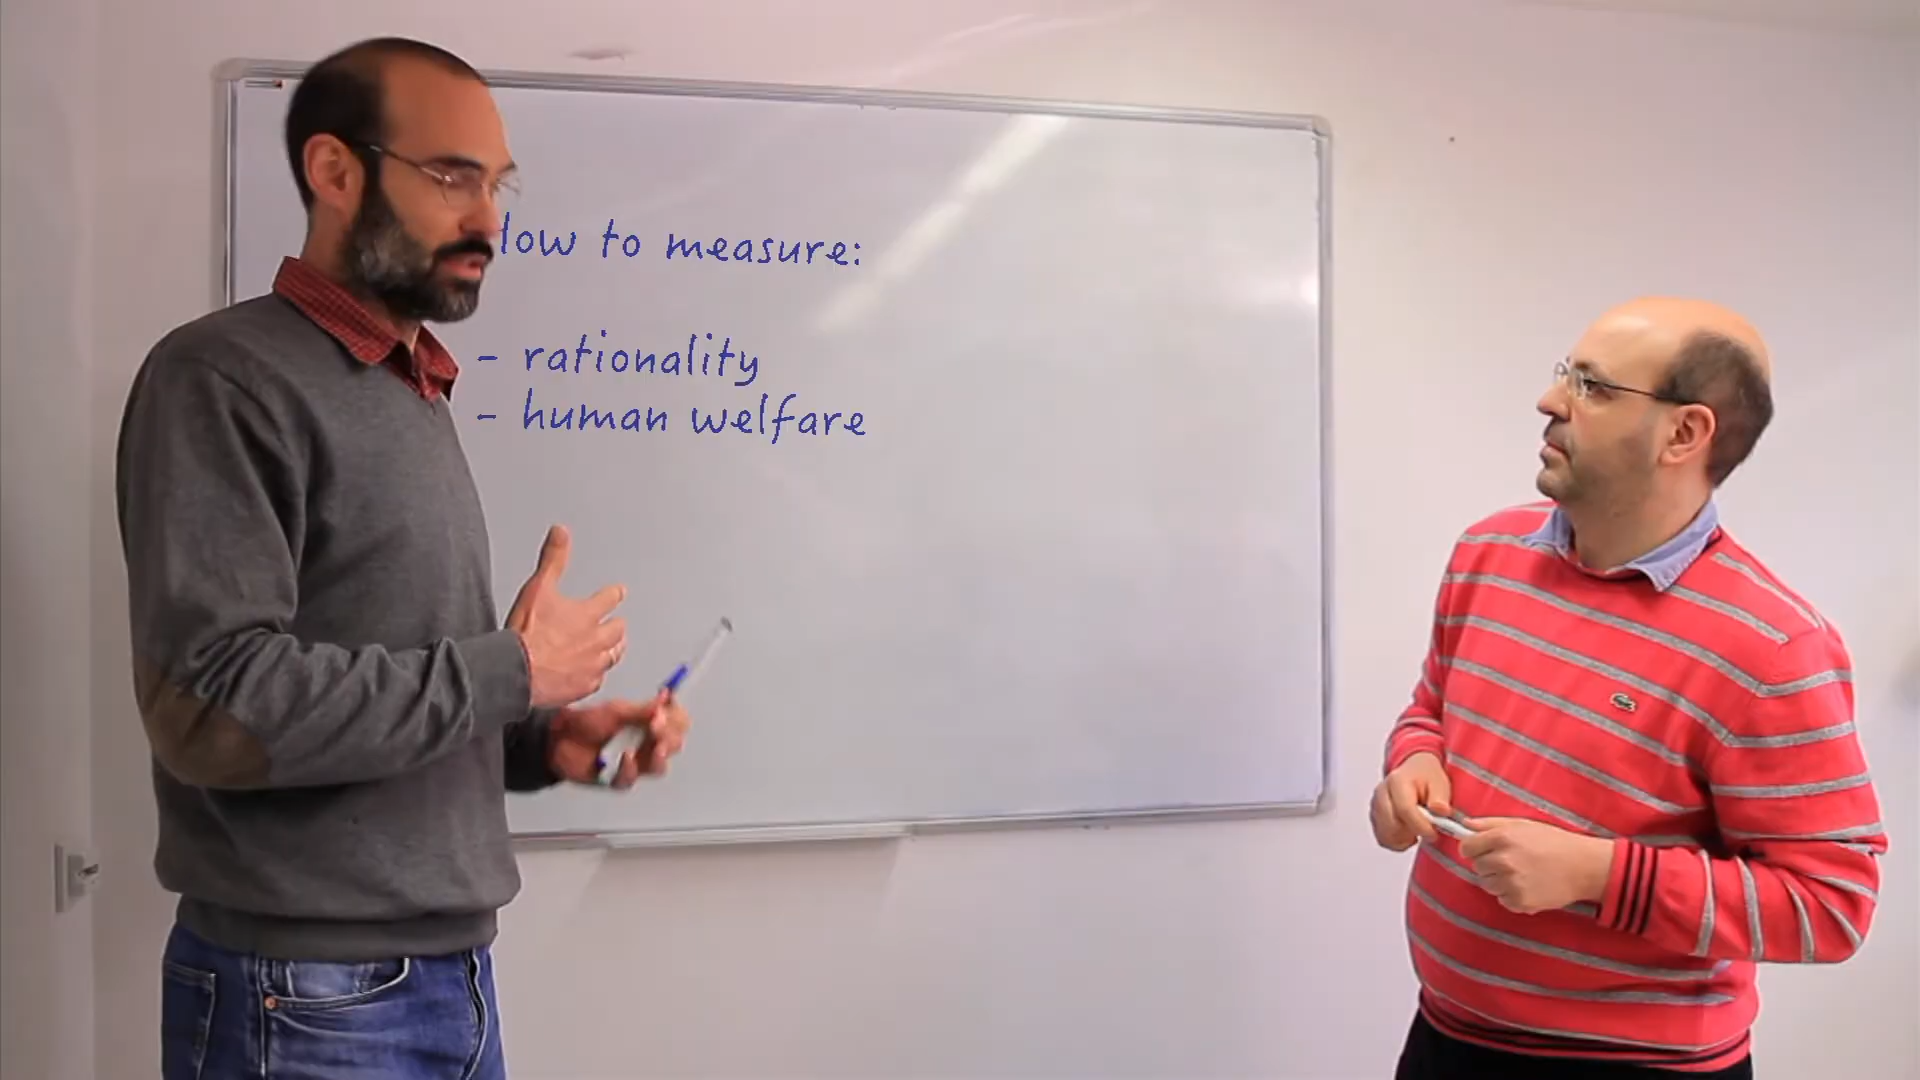 low to measure:
- rationality
- human welfare